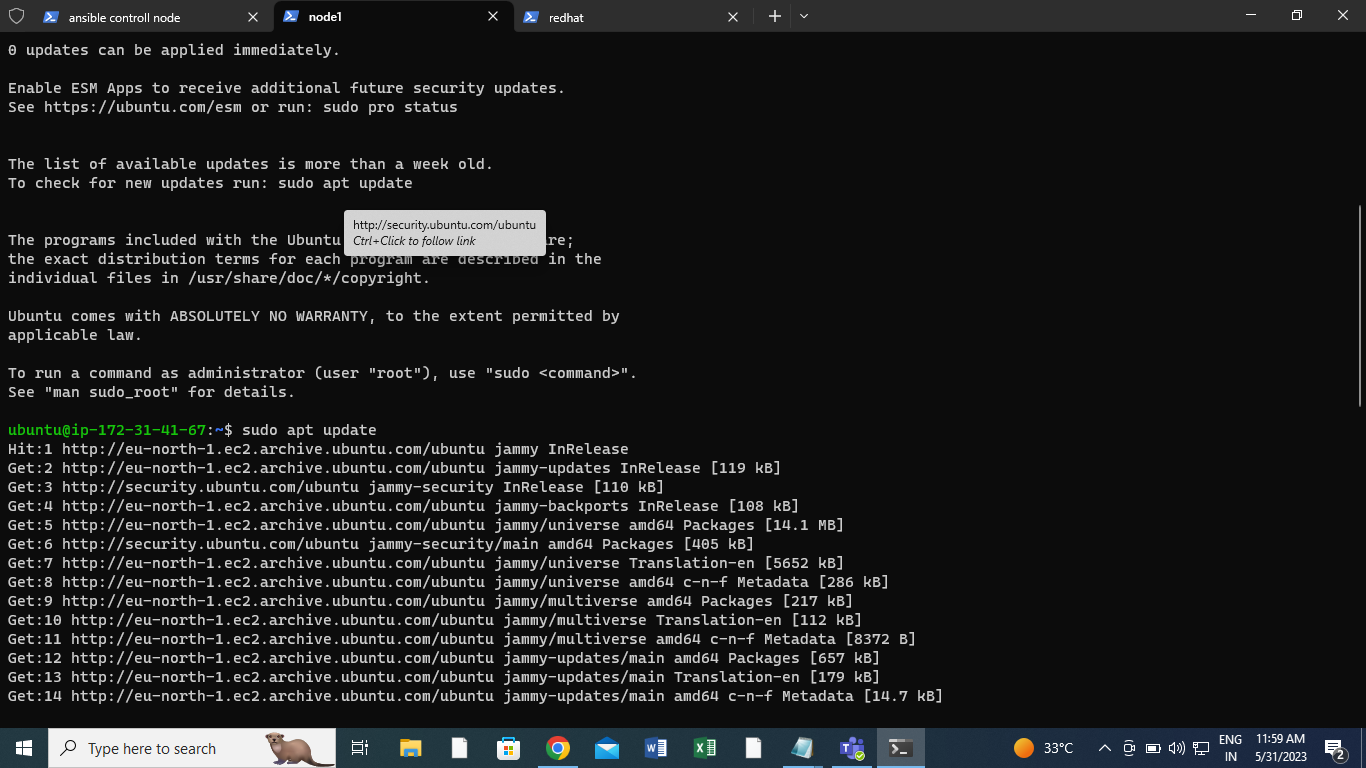 ansible controll node
node1
redhat
0 updates can be applied immediately.
Enable ESM Apps to receive additional future security updates.
See https://ubuntu.com/esm or run: sudo pro status
The list of available updates is more than a week old.
To check for new updates run: sudo apt update
http://security.ubuntu.com/ubuntu
Ctrl+Click to follow link
The programs included with the Ubuntu re;
the exact distribution terms for each program are described in the
individual files in /usr/share/doc/*/copyright.
Ubuntu comes with ABSOLUTELY NO WARRANTY, to the extent permitted by
applicable law.
To run a command as administrator (user "root"), use "sudo <command>".
See "man sudo_root" for details.
ubuntu@ip-172-31-41-67:~$ sudo apt update
Hit:1 http://eu-north-1.ec2.archive.ubuntu.com/ubuntu jammy InRelease
Get:2 http://eu-north-1.ec2.archive.ubuntu.com/ubuntu jammy-updates InRelease [119 kB]
Get:3 http://security.ubuntu.com/ubuntu jammy-security InRelease [110 kB]
Get:4 http://eu-north-1.ec2.archive.ubuntu.com/ubuntu jammy-backports InRelease [108 kB]
Get:5 http://eu-north-1.ec2.archive.ubuntu.com/ubuntu jammy/universe amd64 Packages [14.1 MB]
Get:6 http://security.ubuntu.com/ubuntu jammy-security/main amd64 Packages [405 kB]
Get:7 http://eu-north-1.ec2.archive.ubuntu.com/ubuntu jammy/universe Translation-en [5652 kB]
Get:8 http://eu-north-1.ec2.archive.ubuntu.com/ubuntu jammy/universe amd64 c-n-f Metadata [286 kB]
Get:9 http://eu-north-1.ec2.archive.ubuntu.com/ubuntu jammy/multiverse amd64 Packages [217 kB]
Get:10 http://eu-north-1.ec2.archive.ubuntu.com/ubuntu jammy/multiverse Translation-en [112 kB]
Get:11 http://eu-north-1.ec2.archive.ubuntu.com/ubuntu jammy/multiverse amd64 c-n-f Metadata [8372 B]
Get:12 http://eu-north-1.ec2.archive.ubuntu.com/ubuntu jammy-updates/main amd64 Packages [657 kB]
Get:13 http://eu-north-1.ec2.archive.ubuntu.com/ubuntu jammy-updates/main Translation-en [179 kB]
Get:14 http://eu-north-1.ec2.archive.ubuntu.com/ubuntu jammy-updates/main amd64 c-n-f Metadata [14.7 kB]
Type here to search
33°C
ENG
IN
11:59 AM
5/31/2023
2